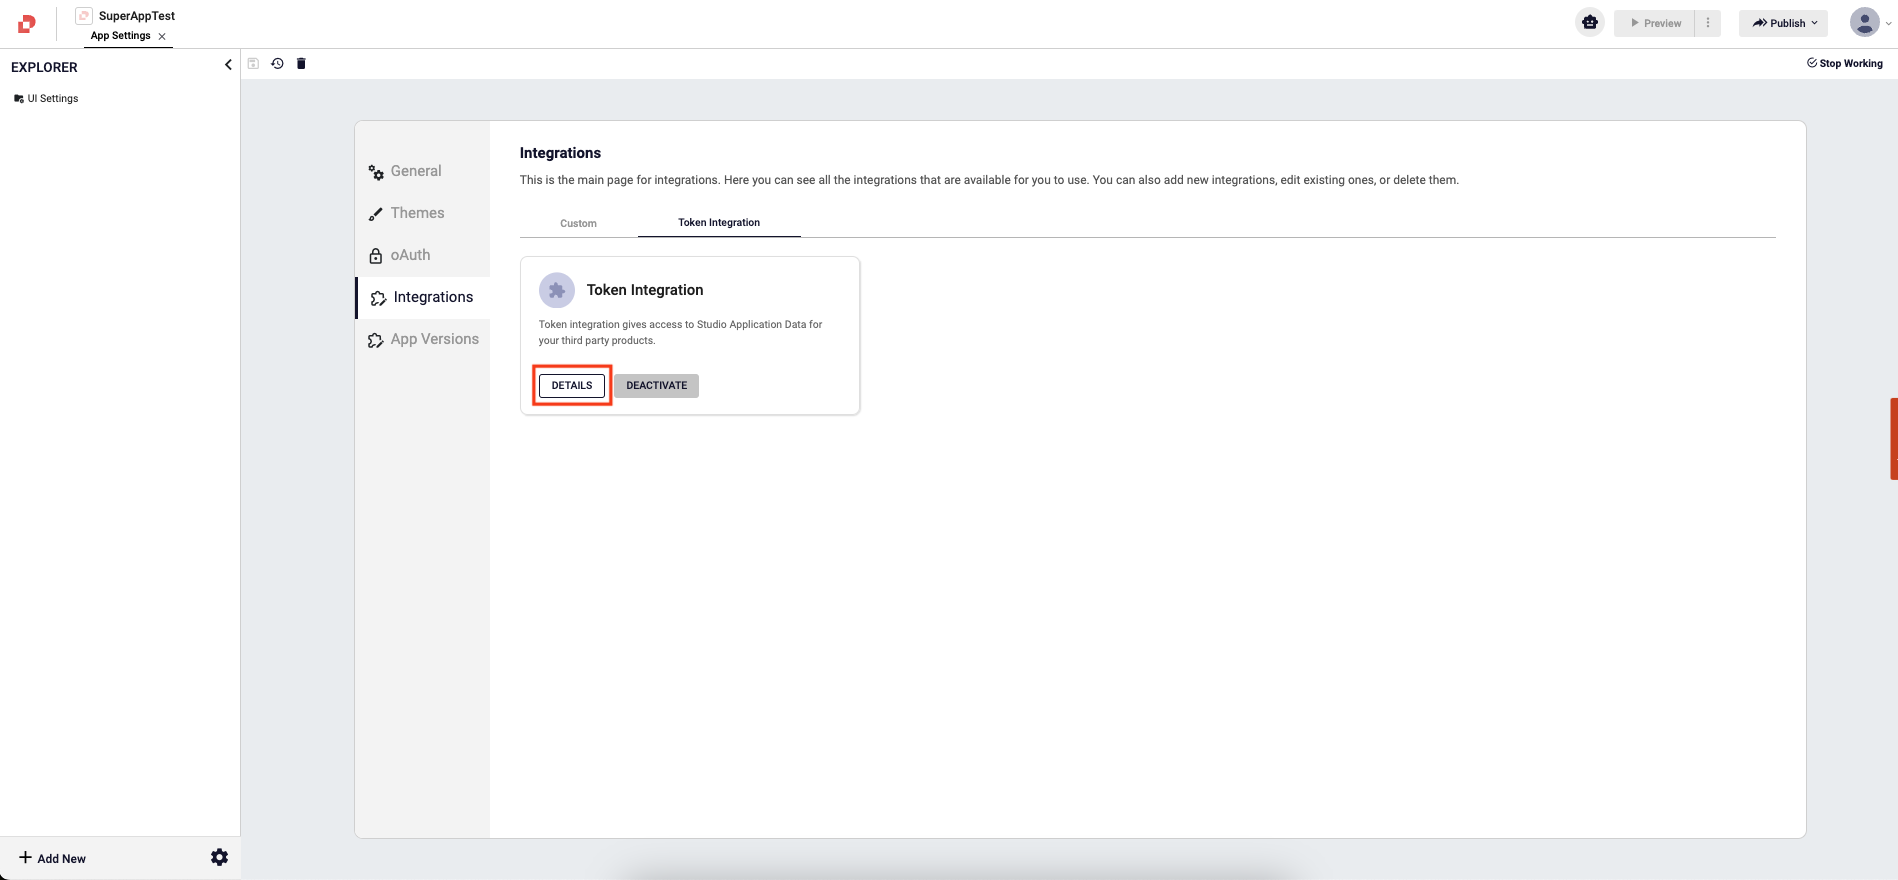 SuperAppTest
App Settings
Preview
Publish
EXPLORER
Stop Working
UI Settings
General
Themes
oAuth
Integrations
App Versions
Integrations
This is the main page for integrations. Here you can see all the integrations that are available for you to use. You can also add new integrations, edit existing ones, or delete them.
Custom
Token Integration
Token Integration
Token integration gives access to Studio Application Data for
your third party products.
DETAILS
DEACTIVATE
Add New